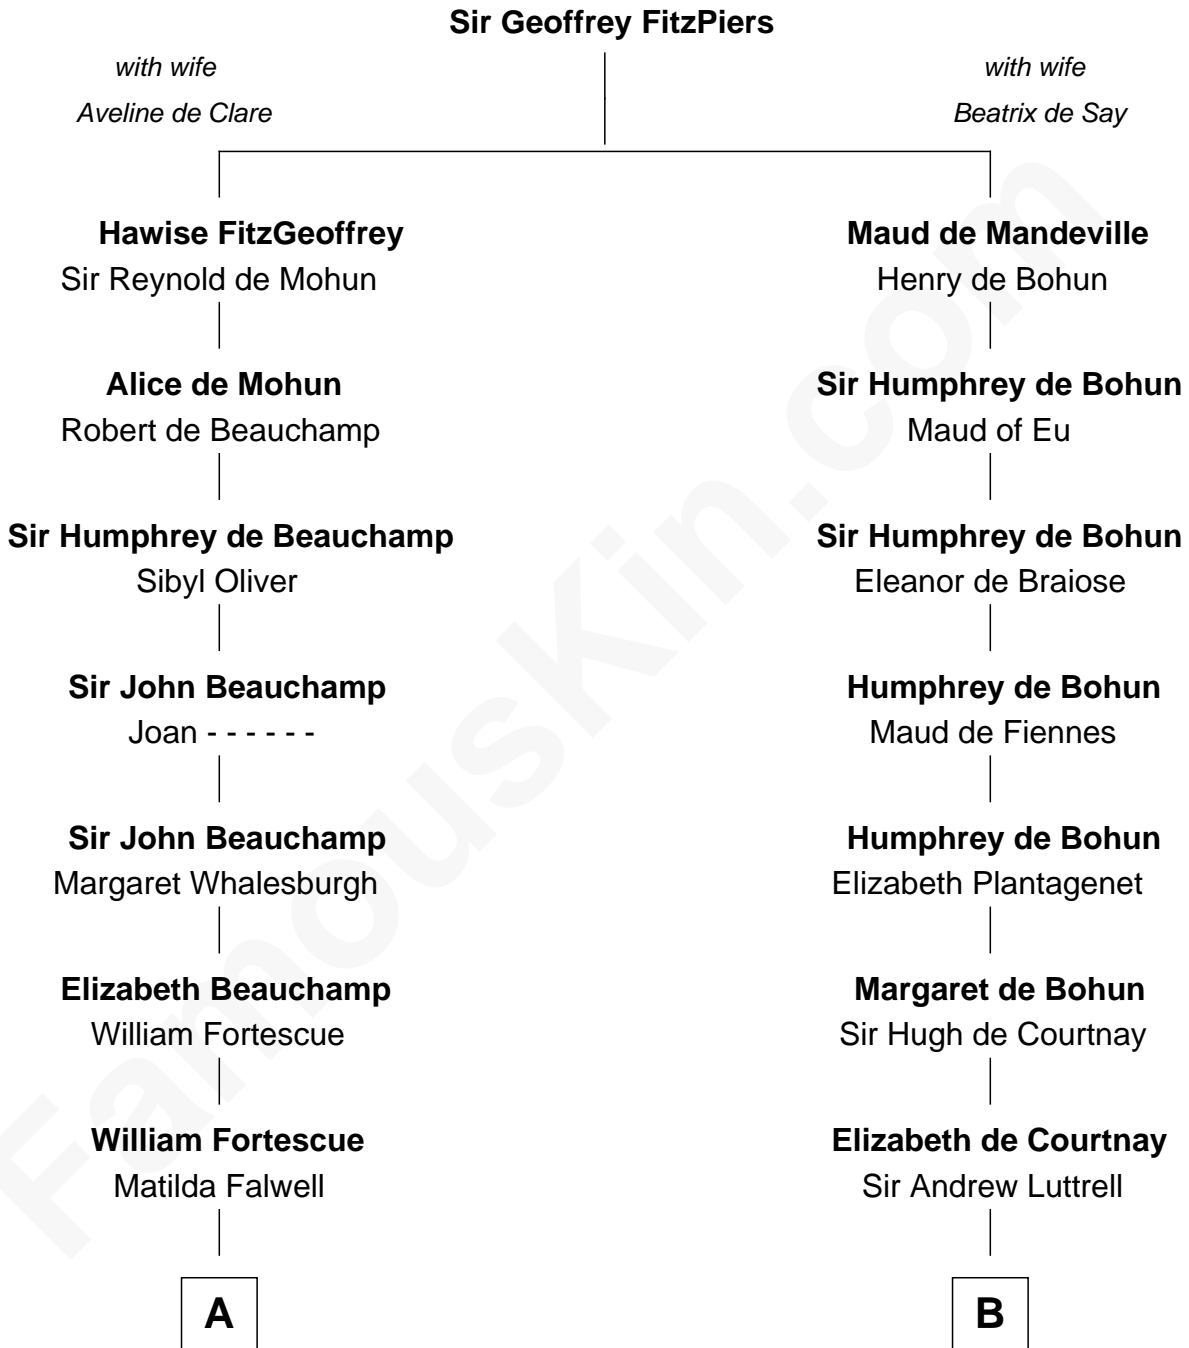 Sir Geoffrey FitzPiers
with wife
Aveline de Clare
with wife
Beatrix de Say
Hawise FitzGeoffrey
Sir Reynold de Mohun
Maud de Mandeville
Henry de Bohun
Alice de Mohun
Robert de Beauchamp
Sir Humphrey de Bohun
Maud of Eu
Sir Humphrey de Beauchamp
Sibyl Oliver
Sir Humphrey de Bohun
Eleanor de Braiose
Sir John Beauchamp
Joan - - - - - -
Humphrey de Bohun
Maud de Fiennes
Sir John Beauchamp
Margaret Whalesburgh
Humphrey de Bohun
Elizabeth Plantagenet
Elizabeth Beauchamp
William Fortescue
Margaret de Bohun
Sir Hugh de Courtnay
William Fortescue
Matilda Falwell
Elizabeth de Courtnay
Sir Andrew Luttrell
A
B
FamousKin.com